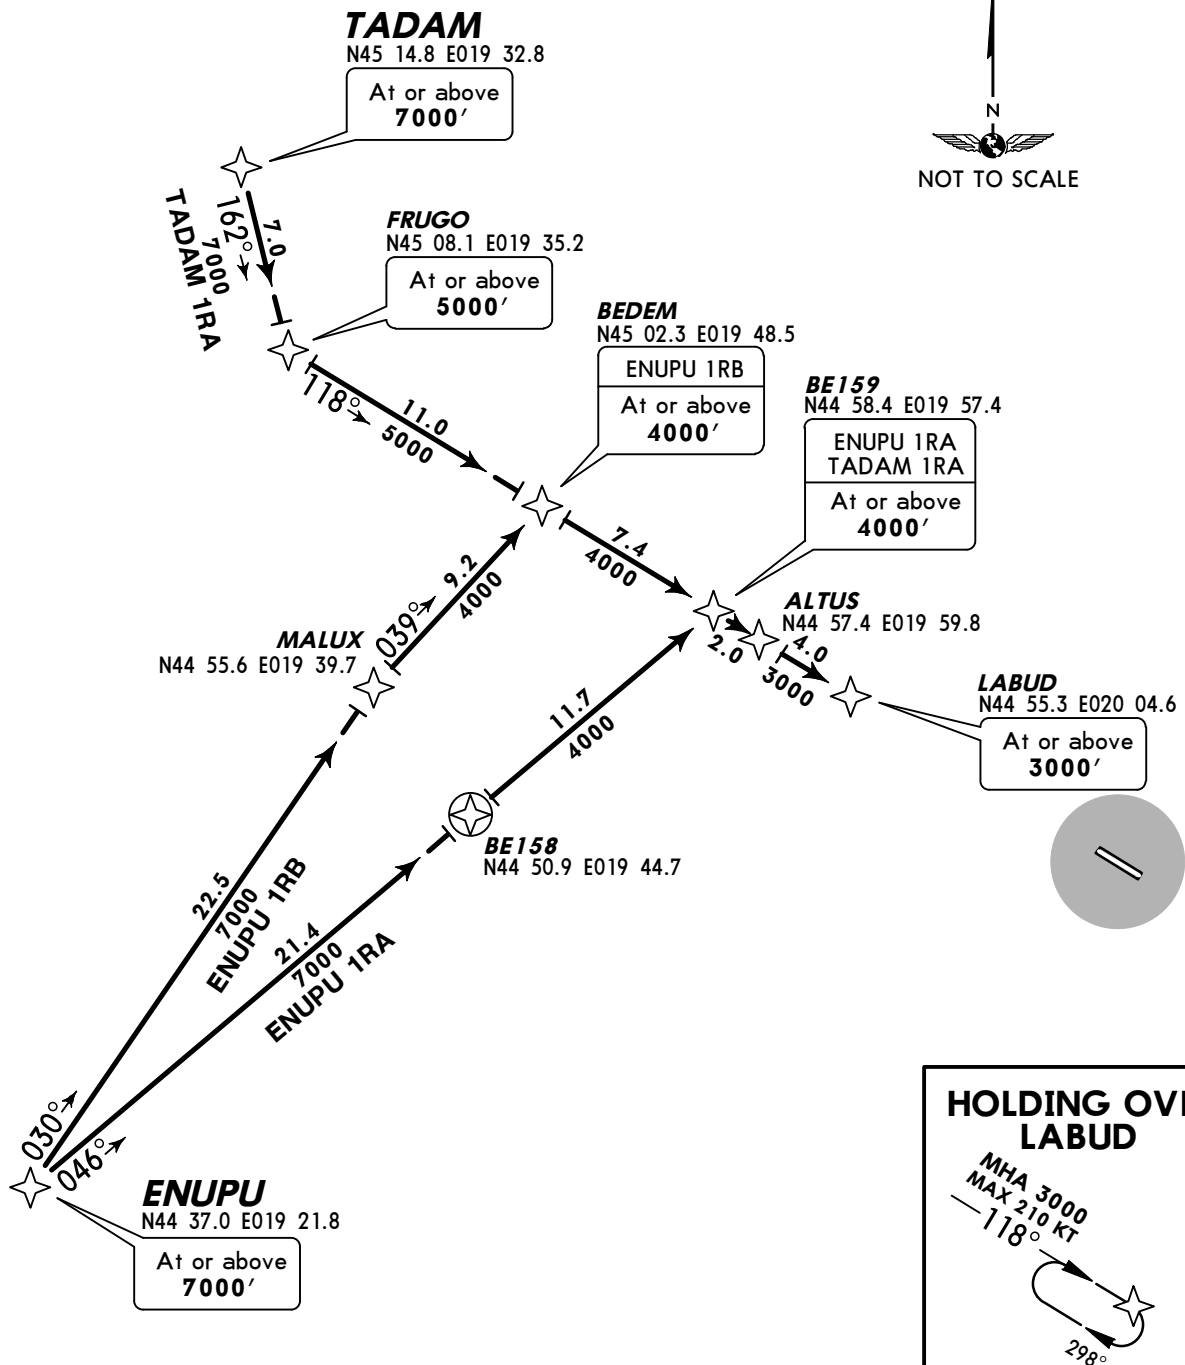 TADAM
N45 14.8 E019 32.8
At or above
7000′
N
NOT TO SCALE
162°
7.0
7000
TADAM 1RA
FRUGO
N45 08.1 E019 35.2
At or above
5000′
118°
11.0
5000
BEDEM
N45 02.3 E019 48.5
ENUPU 1RB
At or above
4000′
BE159
N44 58.4 E019 57.4
ENUPU 1RA
TADAM 1RA
At or above
4000′
7.4
4000
039°
9.2
4000
MALUX
N44 55.6 E019 39.7
ALTUS
N44 57.4 E019 59.8
2.0
4.0
3000
LABUD
N44 55.3 E020 04.6
At or above
3000′
11.7
4000
BE158
N44 50.9 E019 44.7
22.5
7000
ENUPU 1RB
21.4
7000
ENUPU 1RA
030°
046°
ENUPU
N44 37.0 E019 21.8
At or above
7000′
HOLDING OV
LABUD
MHA 3000
MAX 210 KT
118°
298°